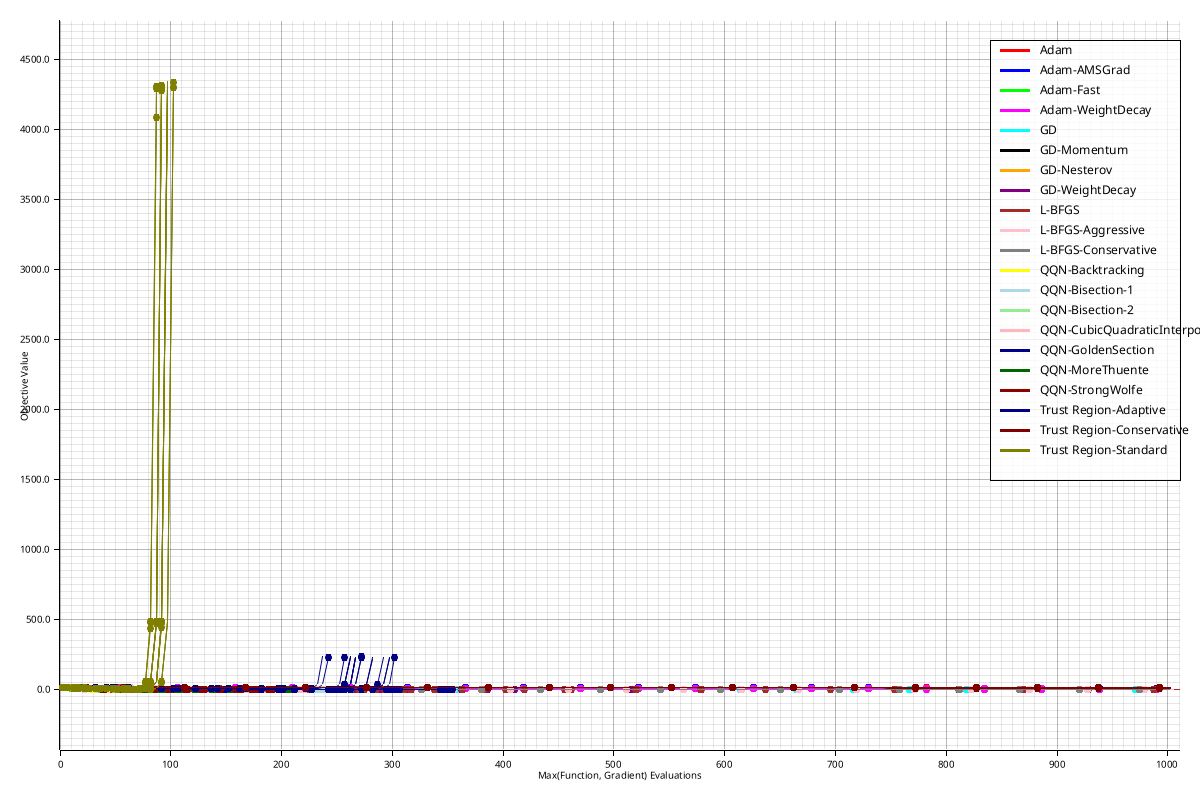 4500.0
4000.0
3500.0
3000.0
2500.0
2000.0
1500.0
1000.0
500.0
0.0
Objective Value
0 100 200 300 400 500 600 700 800 900 1000
Max(Function, Gradient) Evaluations
Adam
Adam-AMSGrad
Adam-Fast
Adam-WeightDecay
GD
GD-Momentum
GD-Nesterov
GD-WeightDecay
L-BFGS
L-BFGS-Aggressive
L-BFGS-Conservative
QQN-Backtracking
QQN-Bisection-1
QQN-Bisection-2
QQN-CubicQuadraticInterpo
QQN-GoldenSection
QQN-MoreThuente
QQN-StrongWolfe
Trust Region-Adaptive
Trust Region-Conservative
Trust Region-Standard